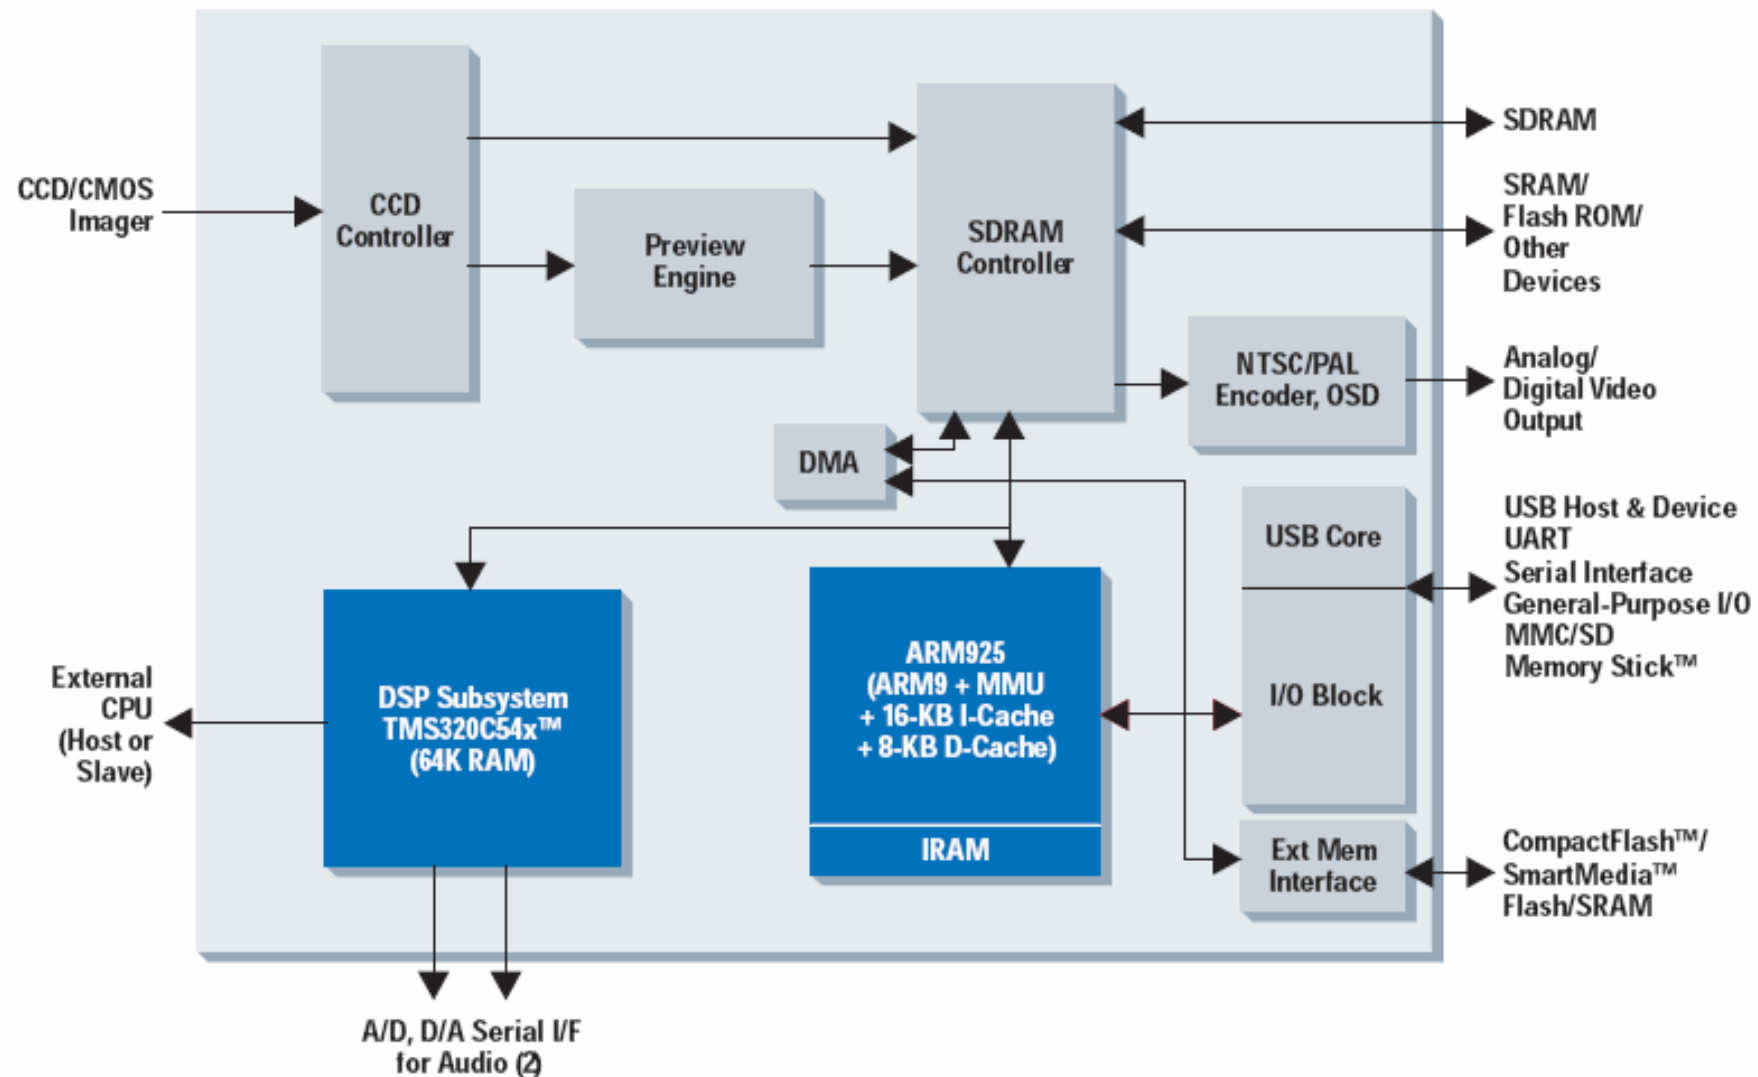 CCD/CMOS
Imager
CCD
Controller
Preview
Engine
SDRAM
Controller
SDRAM
SRAM/
Flash ROM/
Other
Devices
NTSC/PAL
Encoder, OSD
Analog/
Digital Video
Output
DMA
USB Core
I/O Block
USB Host & Device
UART
Serial Interface
General-Purpose I/O
MMC/SD
Memory Stick™
External
CPU
(Host or
Slave)
DSP Subsystem
TMS320C54x™
(64K RAM)
ARM925
(ARM9 + MMU
+ 16-KB I-Cache
+ 8-KB D-Cache)
IRAM
Ext Mem
Interface
CompactFlash™/
SmartMedia™
Flash/SRAM
A/D, D/A Serial I/F
for Audio (2)